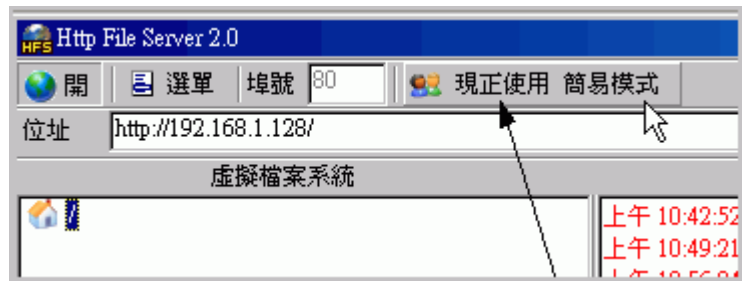 HFS Http File Server 2.0
開 選單 埠號 80 現正使用 簡易模式
位址 http://192.168.1.128/
虛擬檔案系統
/
上午 10:42:52
上午 10:49:21